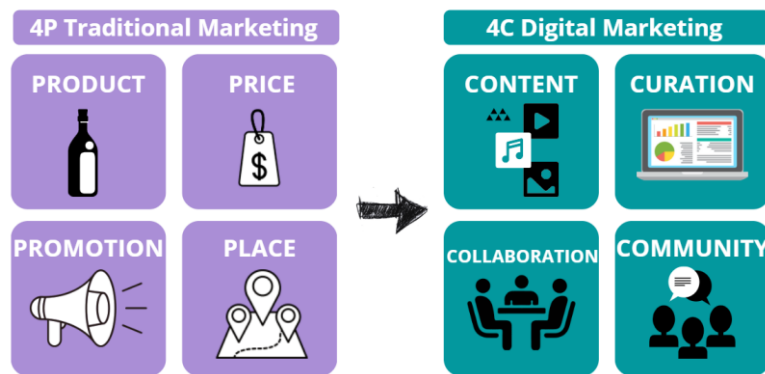 4P Traditional Marketing
PRODUCT
PRICE
$
PROMOTION
PLACE
4C Digital Marketing
CONTENT
CURATION
COLLABORATION
COMMUNITY